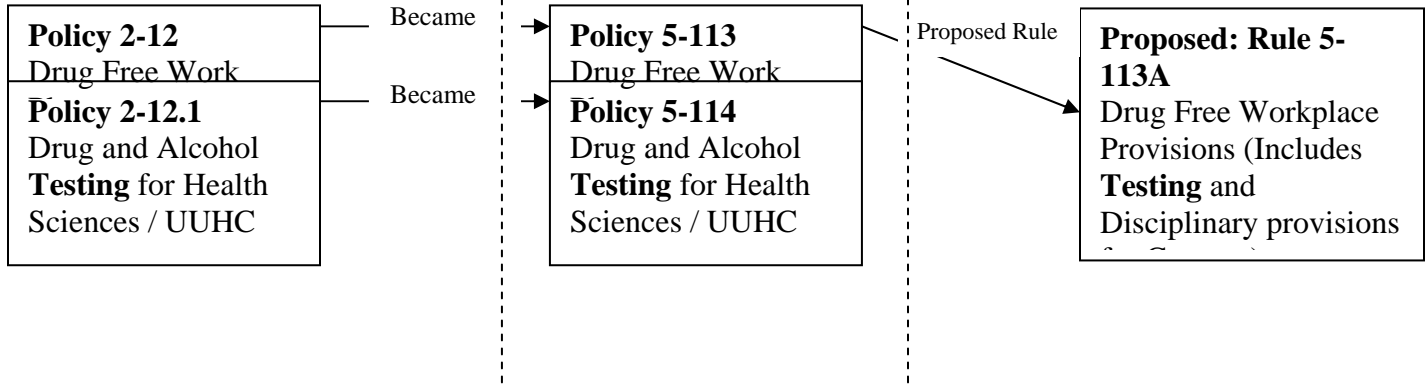 Policy 2-12
Drug Free Work
Policy 2-12.1
Drug and Alcohol
Testing for Health
Sciences / UUHC
Became
Became
Policy 5-113
Drug Free Work
Policy 5-114
Drug and Alcohol
Testing for Health
Sciences / UUHC
Proposed Rule
Proposed: Rule 5-
113A
Drug Free Workplace
Provisions (Includes
Testing and
Disciplinary provisions